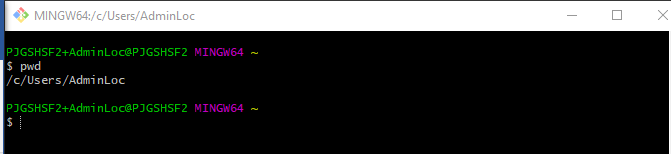 MINGW64:/c/Users/AdminLoc
PJGSHSF2+AdminLoc@PJGSHSF2 MINGW64 ~
$ pwd
/c/Users/AdminLoc
PJGSHSF2+AdminLoc@PJGSHSF2 MINGW64 ~
$